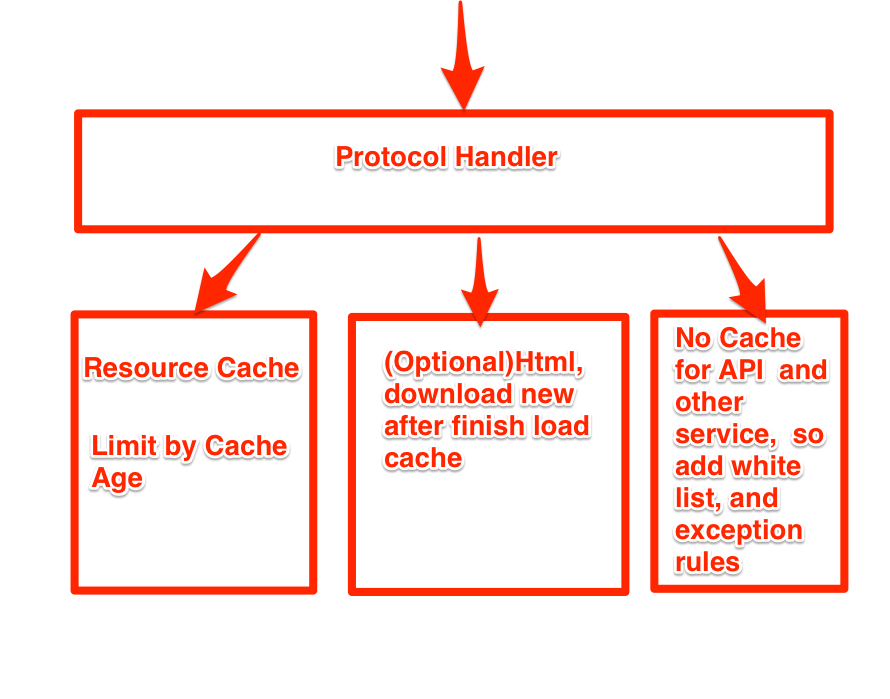 Protocol Handler
Resource Cache
Limit by Cache
Age
(Optional)Html,
download new
after finish load
cache
No Cache
for API  and
other
service,  so
add white
list, and
exception
rules